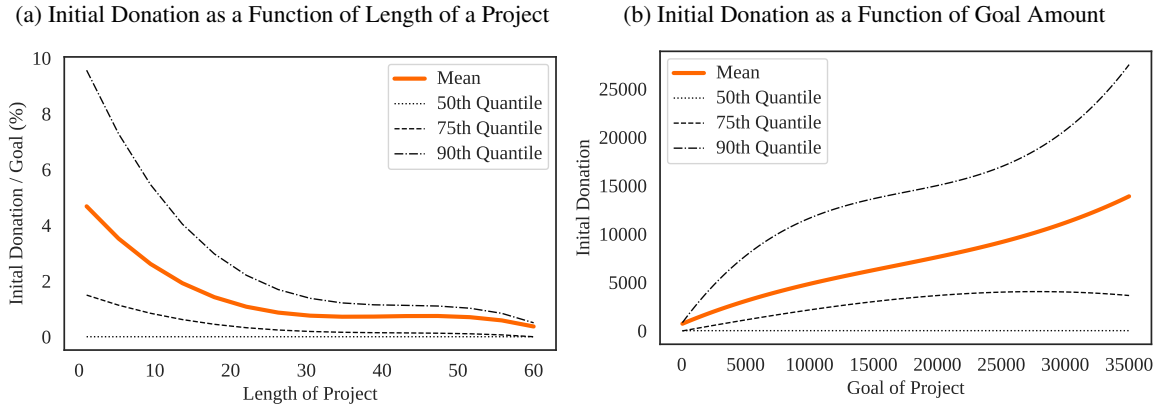 (a) Initial Donation as a Function of Length of a Project
Inital Donation / Goal (%)
10
8
6
4
2
0
Mean
50th Quantile
75th Quantile
90th Quantile
0 10 20 30 40 50 60
Length of Project
(b) Initial Donation as a Function of Goal Amount
Inital Donation
25000
20000
15000
10000
5000
0
Mean
50th Quantile
75th Quantile
90th Quantile
0 5000 10000 15000 20000 25000 30000 35000
Goal of Project